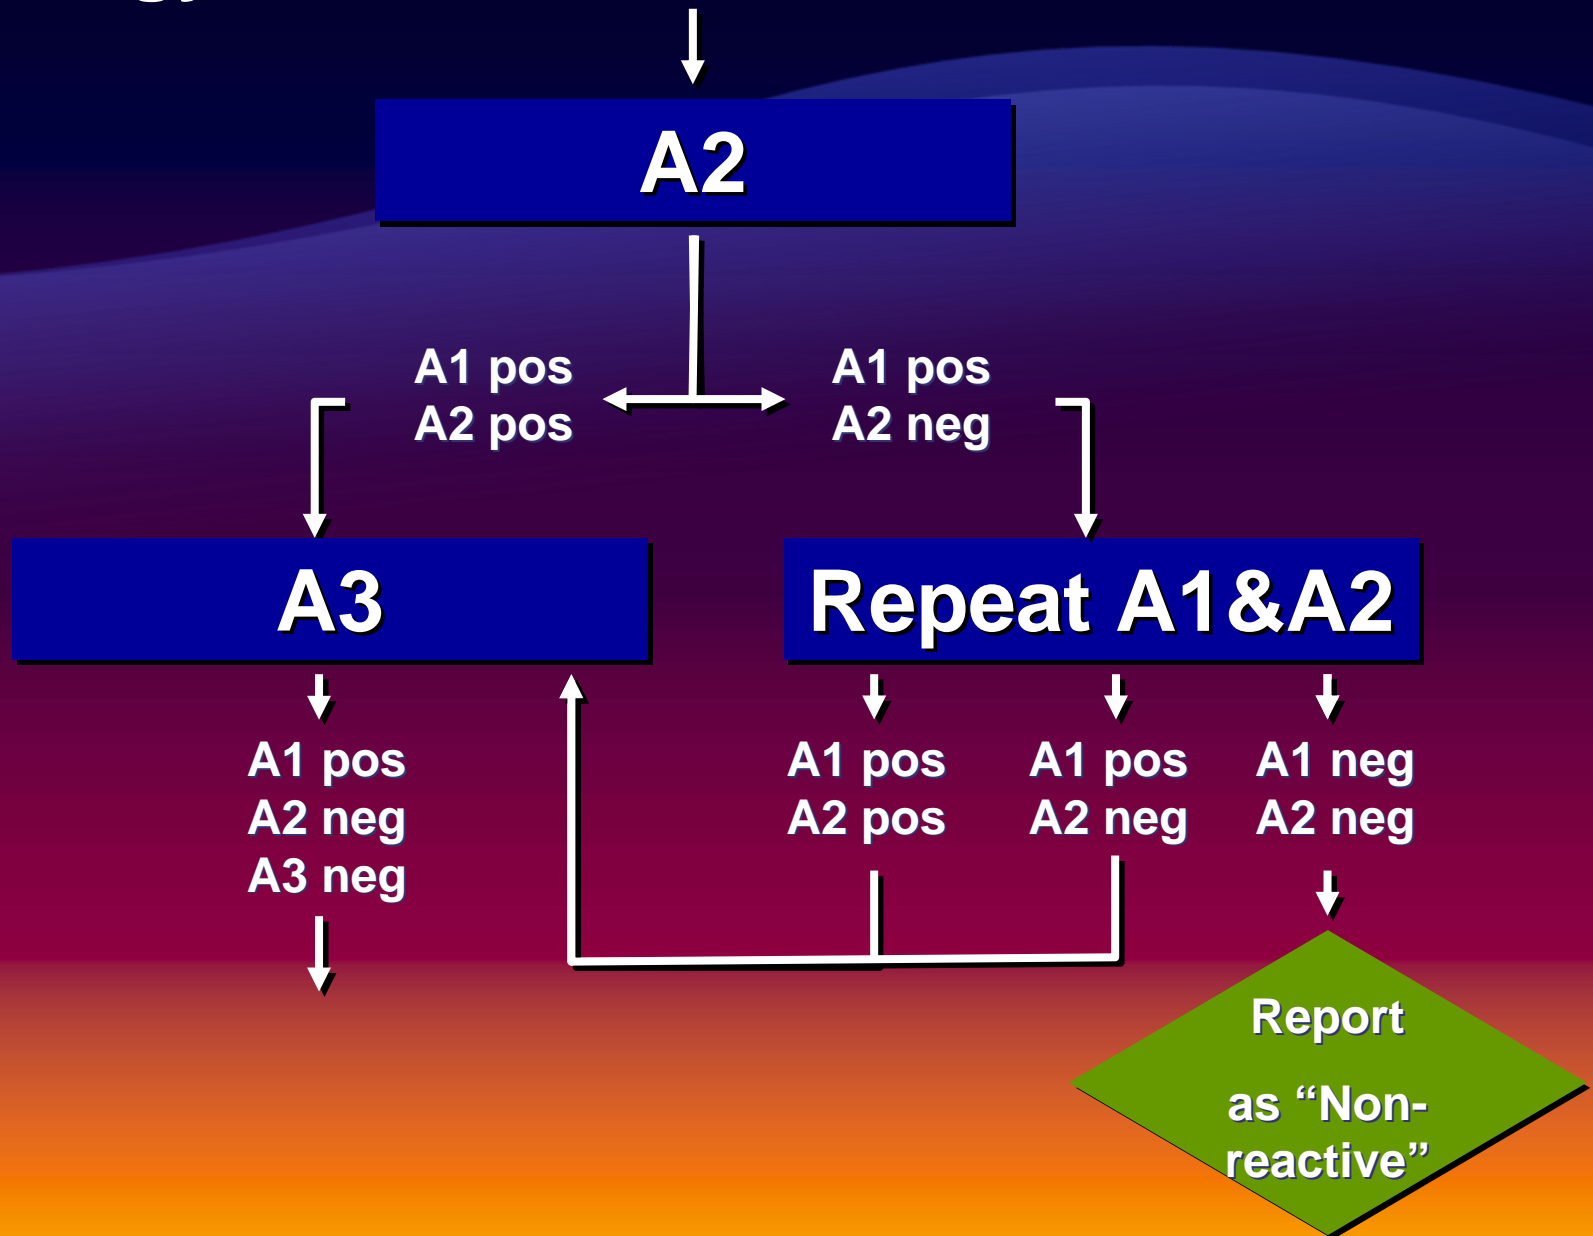 A2
A1 pos
A2 pos
A1 pos
A2 neg
A3
Repeat A1&A2
A1 pos
A2 neg
A3 neg
A1 pos
A2 pos
A1 pos
A2 neg
A1 neg
A2 neg
Report
as “Non-
reactive”